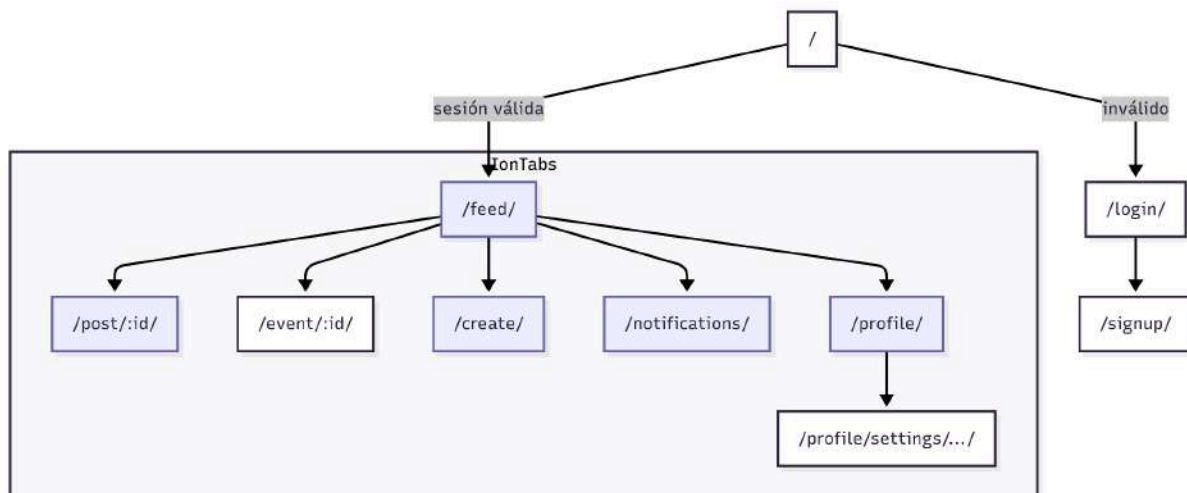 /
sesión válida
inválido
IonTabs
/feed/
/login/
/post/:id/
/event/:id/
/create/
/notifications/
/profile/
/signup/
/profile/settings/.../